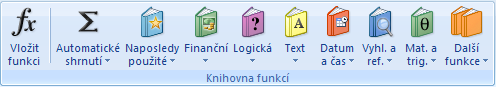 fx Σ ? A θ
Vložit Automatické Naposledy Finanční Logická Text Datum Vyhl. a Mat. a Další
funkci shrnutí použité a čas ref. trig. funkce
Knihovna funkcí